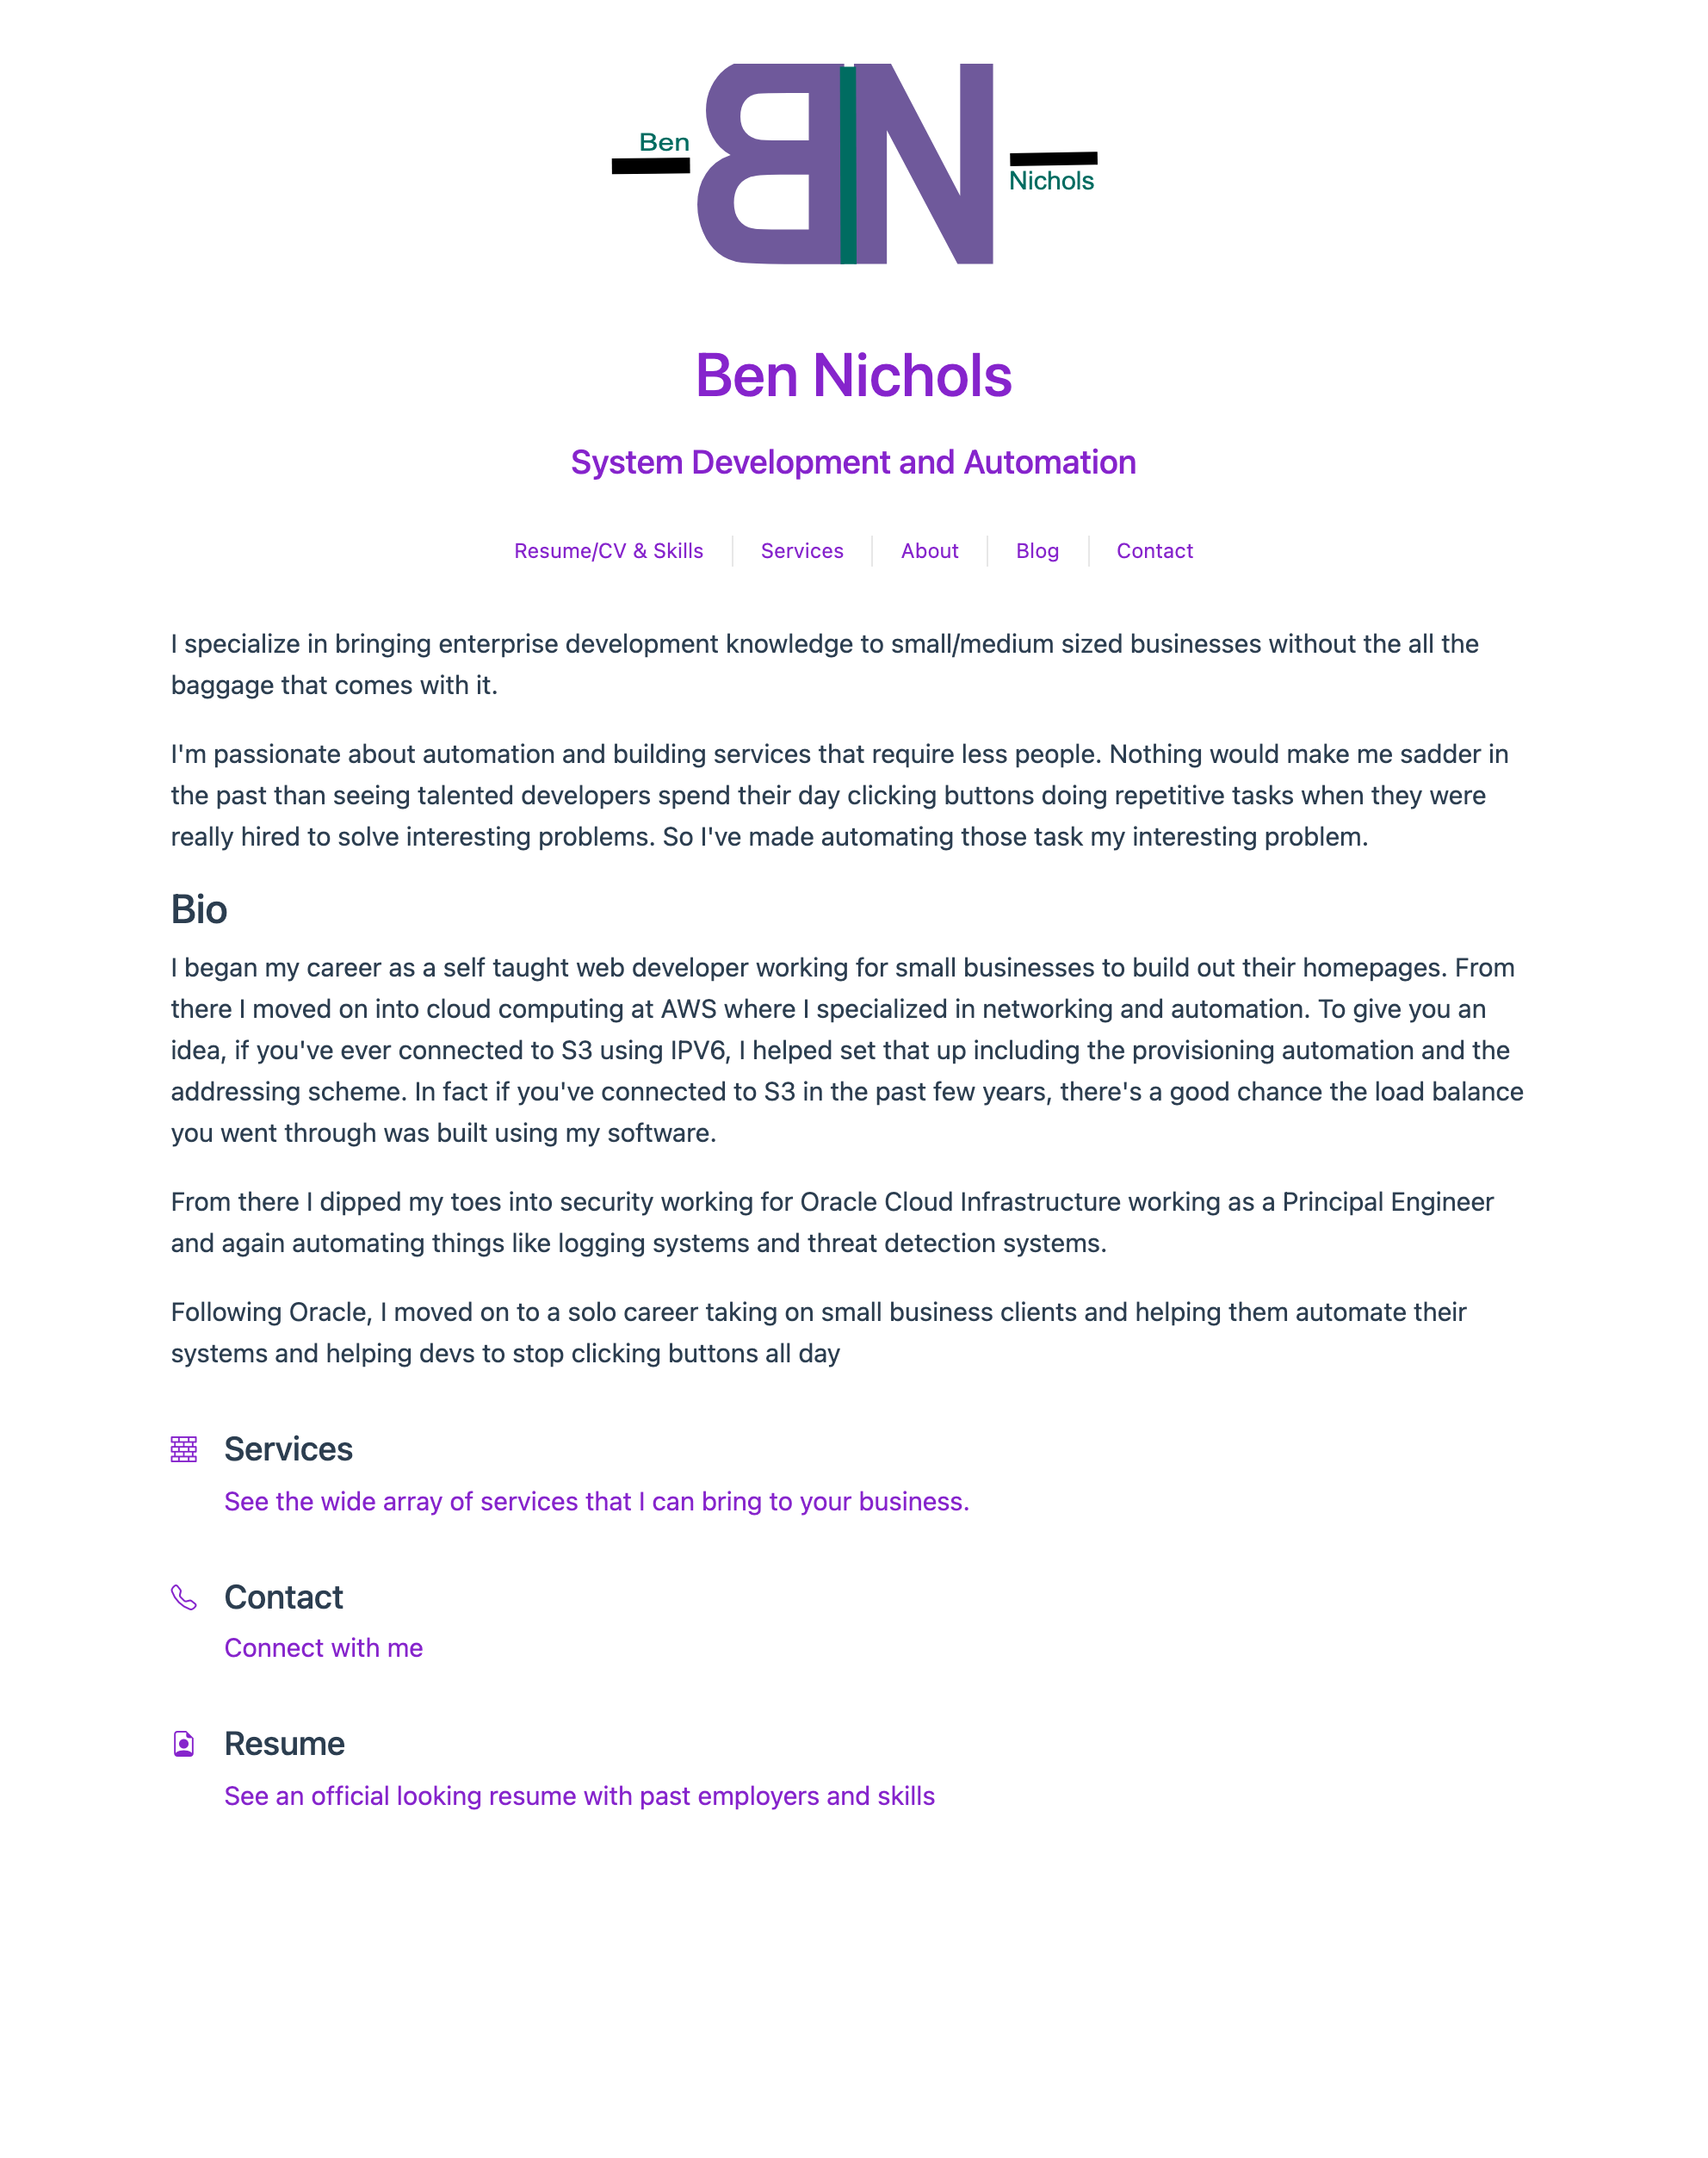 Ben
BN
Nichols
Ben Nichols
System Development and Automation
Resume/CV & Skills
Services
About
Blog
Contact
I specialize in bringing enterprise development knowledge to small/medium sized businesses without the all the
baggage that comes with it.
I'm passionate about automation and building services that require less people. Nothing would make me sadder in
the past than seeing talented developers spend their day clicking buttons doing repetitive tasks when they were
really hired to solve interesting problems. So I've made automating those task my interesting problem.
Bio
I began my career as a self taught web developer working for small businesses to build out their homepages. From
there I moved on into cloud computing at AWS where I specialized in networking and automation. To give you an
idea, if you've ever connected to S3 using IPV6, I helped set that up including the provisioning automation and the
addressing scheme. In fact if you've connected to S3 in the past few years, there's a good chance the load balance
you went through was built using my software.
From there I dipped my toes into security working for Oracle Cloud Infrastructure working as a Principal Engineer
and again automating things like logging systems and threat detection systems.
Following Oracle, I moved on to a solo career taking on small business clients and helping them automate their
systems and helping devs to stop clicking buttons all day
Services
See the wide array of services that I can bring to your business.
Contact
Connect with me
Resume
See an official looking resume with past employers and skills